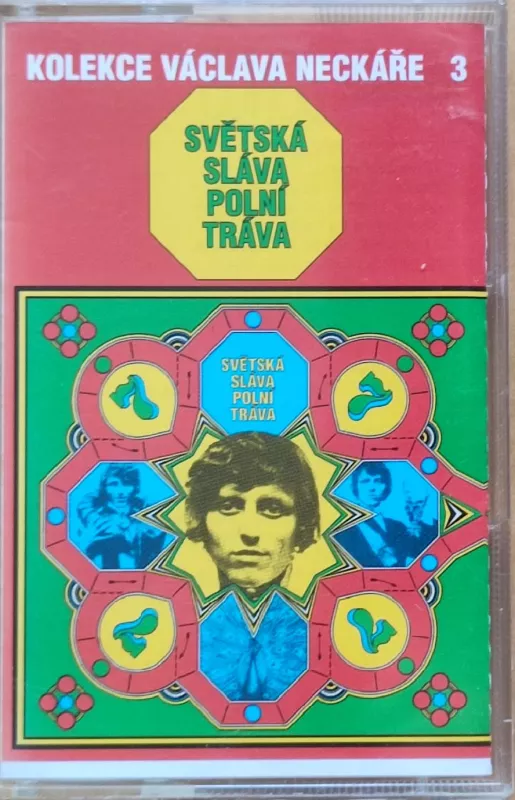 KOLEKCE VÁCLAVA NECKÁŘE 3
SVĚTSKÁ
SLÁVA
POLNÍ
TRÁVA
SVĚTSKÁ
SLÁVA
POLNÍ
TRÁVA